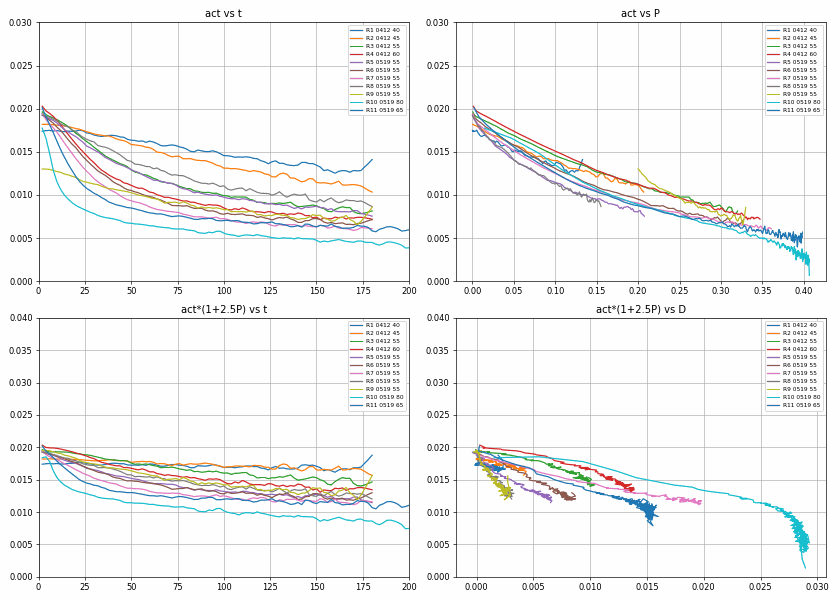 act vs t
0.030
0.025
0.020
0.015
0.010
0.005
0.000
0 25 50 75 100 125 150 175 200
R1 0412 40
R2 0412 45
R3 0412 55
R4 0412 60
R5 0519 55
R6 0519 55
R7 0519 55
R8 0519 55
R9 0519 55
R10 0519 80
R11 0519 65
act vs P
0.030
0.025
0.020
0.015
0.010
0.005
0.000
0.00 0.05 0.10 0.15 0.20 0.25 0.30 0.35 0.40
R1 0412 40
R2 0412 45
R3 0412 55
R4 0412 60
R5 0519 55
R6 0519 55
R7 0519 55
R8 0519 55
R9 0519 55
R10 0519 80
R11 0519 65
act*(1+2.5P) vs t
0.040
0.035
0.030
0.025
0.020
0.015
0.010
0.005
0.000
0 25 50 75 100 125 150 175 200
R1 0412 40
R2 0412 45
R3 0412 55
R4 0412 60
R5 0519 55
R6 0519 55
R7 0519 55
R8 0519 55
R9 0519 55
R10 0519 80
R11 0519 65
act*(1+2.5P) vs D
0.040
0.035
0.030
0.025
0.020
0.015
0.010
0.005
0.000
0.000 0.005 0.010 0.015 0.020 0.025 0.030
R1 0412 40
R2 0412 45
R3 0412 55
R4 0412 60
R5 0519 55
R6 0519 55
R7 0519 55
R8 0519 55
R9 0519 55
R10 0519 80
R11 0519 65